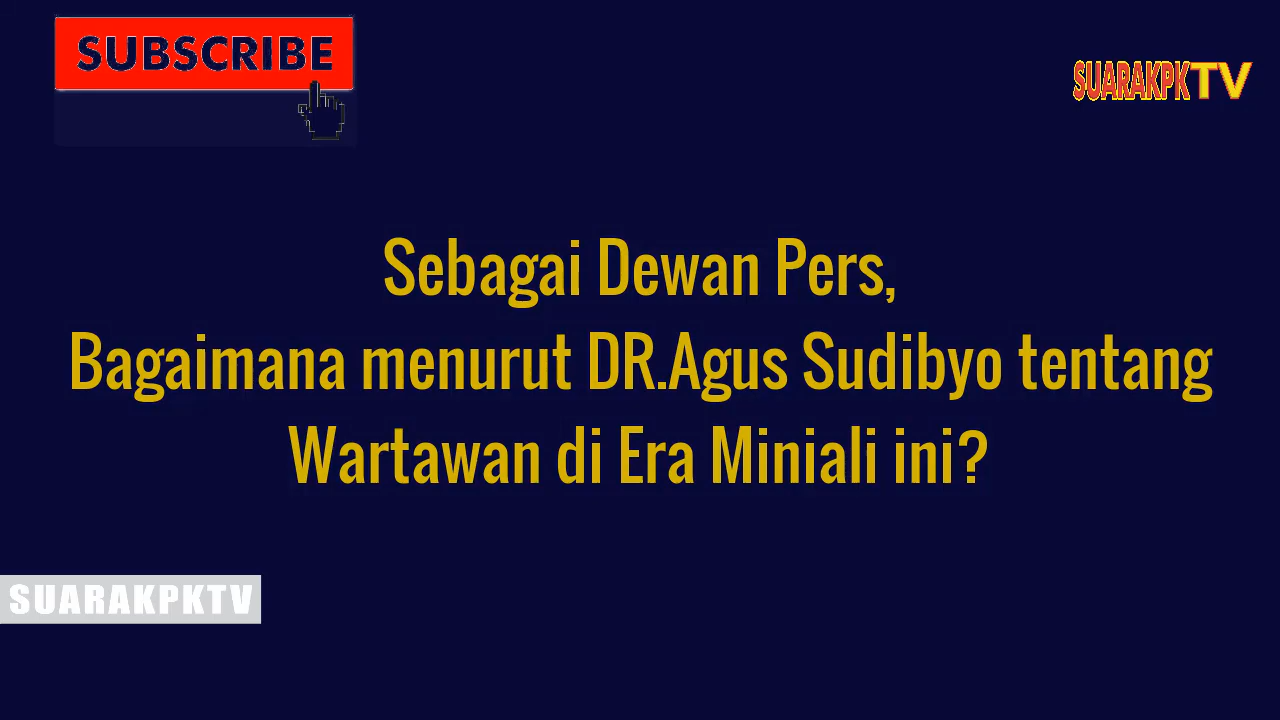 SUBSCRIBE
SUARAKPKTV
Sebagai Dewan Pers,
Bagaimana menurut DR.Agus Sudibyo tentang
Wartawan di Era Miniali ini?
SUARAKPKTV